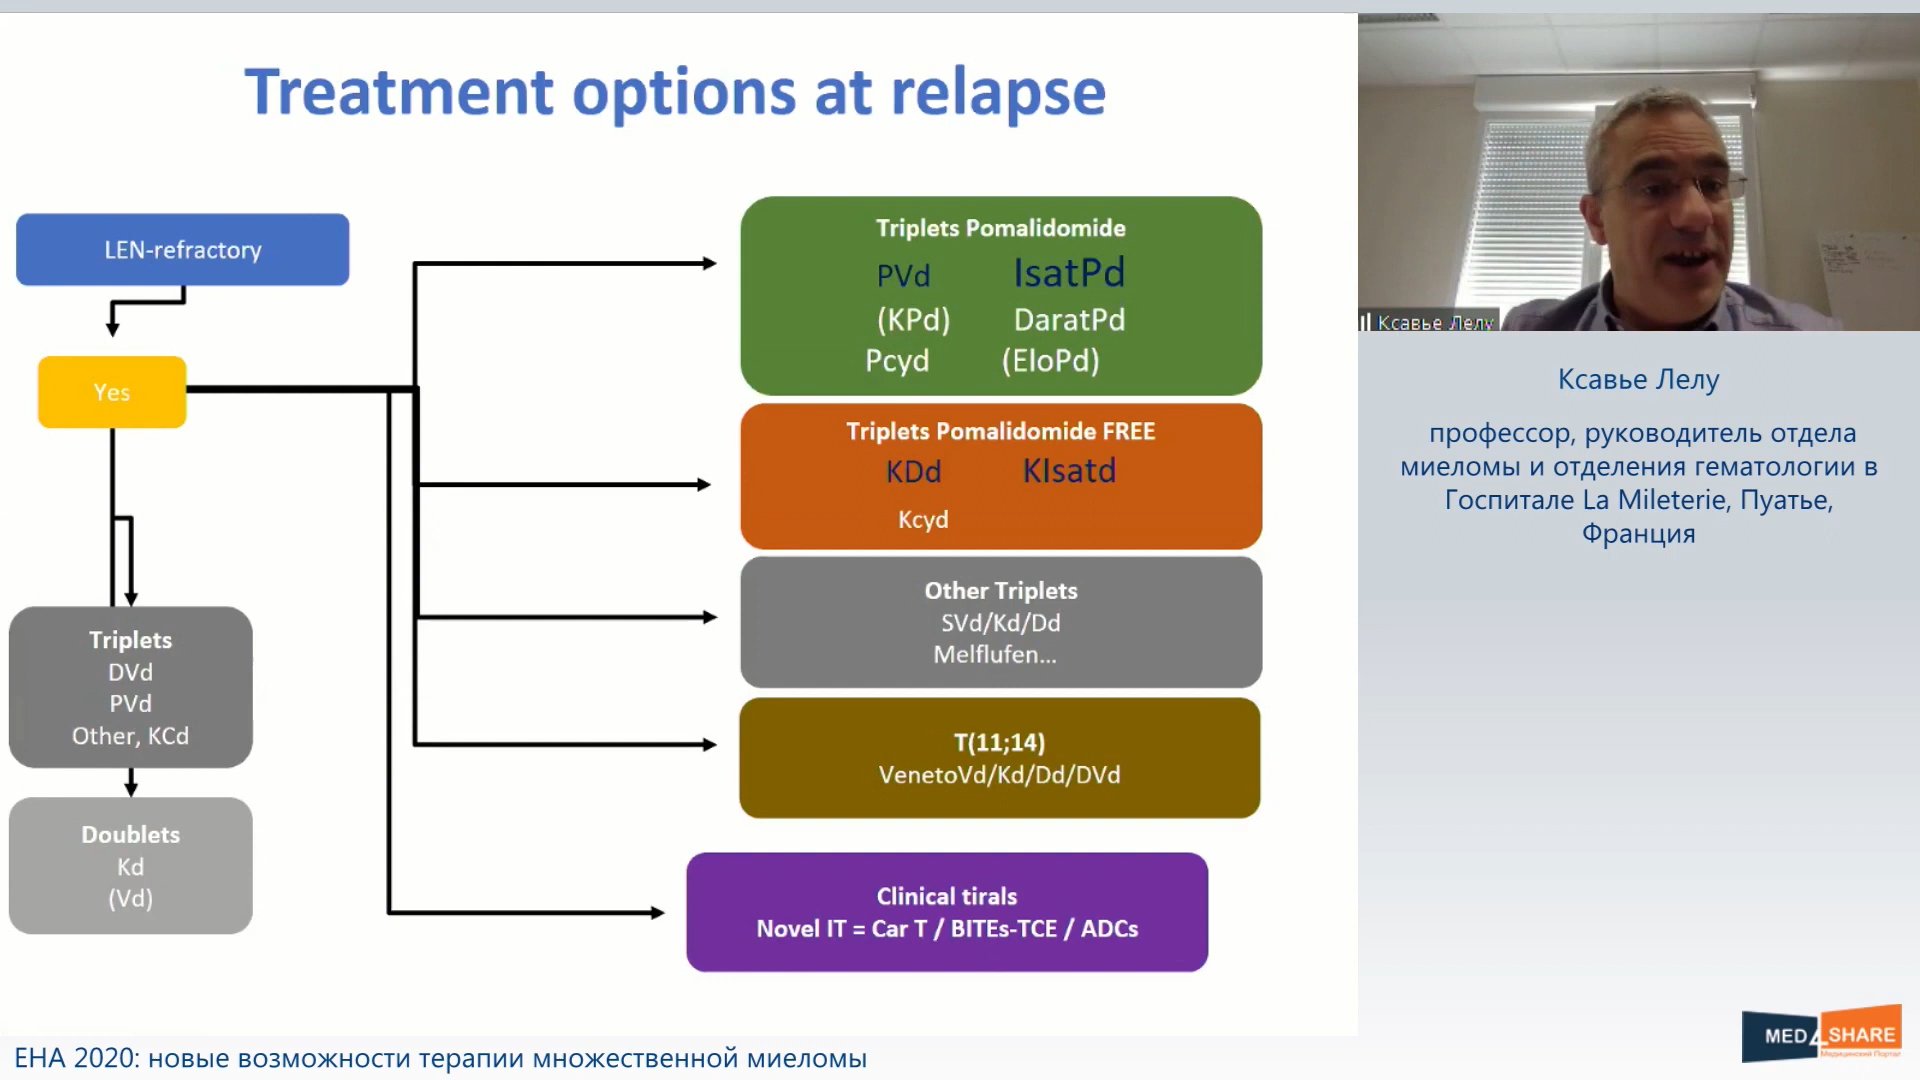 Treatment options at relapse
LEN-refractory
Yes
Triplets
DVd
PVd
Other, KCd
Doublets
Kd
(Vd)
Triplets Pomalidomide
PVd IsatPd
(KPd) DaratPd
Pcyd (EloPd)
Triplets Pomalidomide FREE
KDd KIsatd
Kcyd
Other Triplets
SVd/Kd/Dd
Melflufen...
T(11;14)
VenetoVd/Kd/Dd/DVd
Clinical tirals
Novel IT = Car T / BITEs-TCE / ADCs
Ксавье Лелу
Ксавье Лелу
профессор, руководитель отдела
миеломы и отделения гематологии в
Госпитале La Mileterie, Пуатье,
Франция
MED4SHARE
Медицинский Портал
EHA 2020: новые возможности терапии множественной миеломы